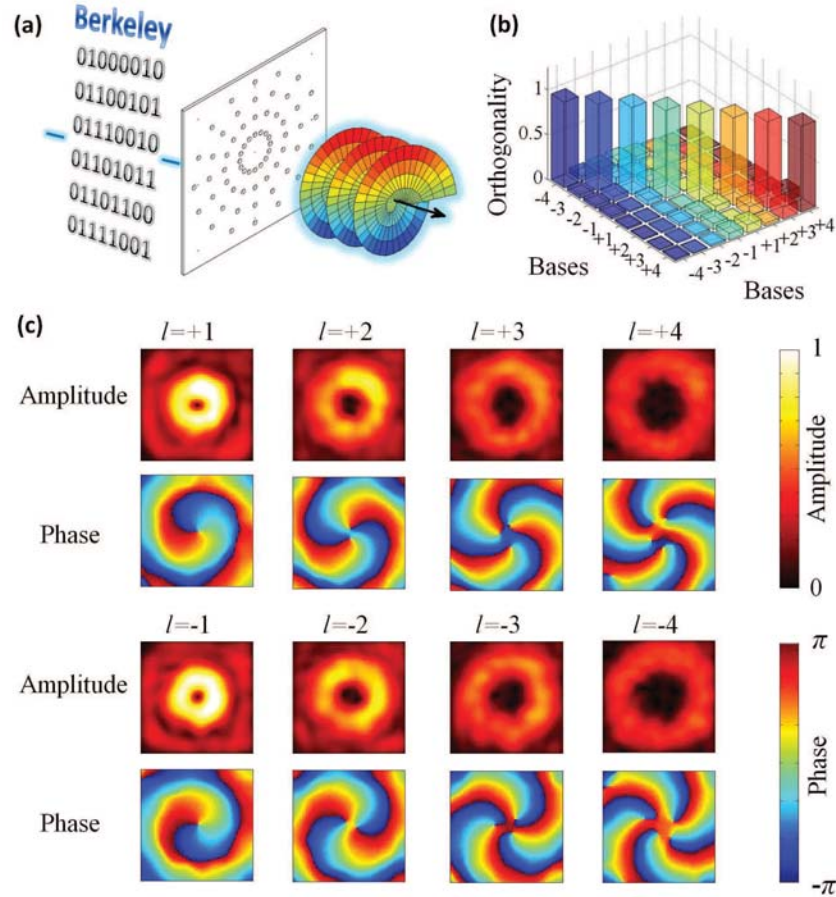 (a)
Berkeley
01000010
01100101
01110010
01101011
01101100
01111001
(b)
Orthogonality
1
0.5
0
-4 -3 -2 -1 +1 +2 +3 +4
Bases
-4 -3 -2 -1 +1 +2 +3 +4
Bases
(c)
l=+1 l=+2 l=+3 l=+4
Amplitude
Phase
l=-1 l=-2 l=-3 l=-4
Amplitude
Phase
1
Amplitude
0
π
Phase
-π